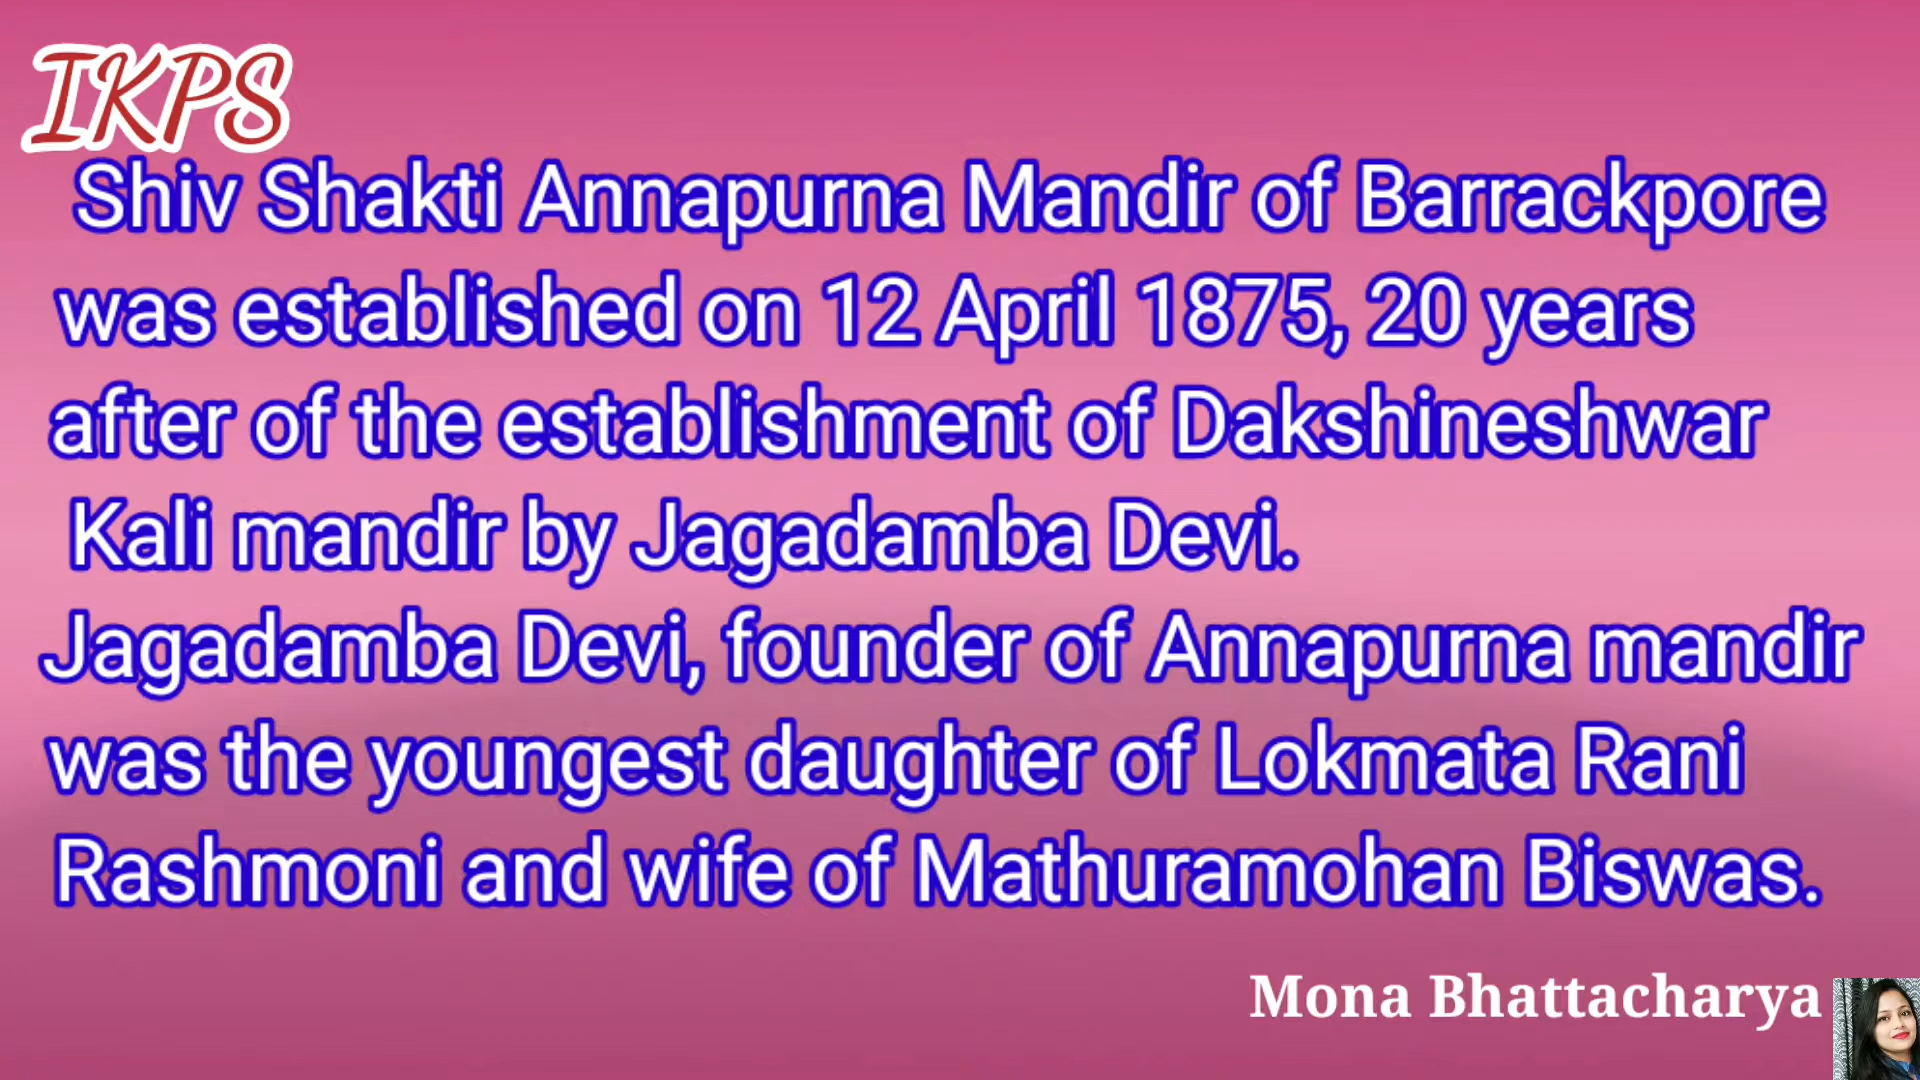 IKPS
Shiv Shakti Annapurna Mandir of Barrackpore
was established on 12 April 1875, 20 years
after of the establishment of Dakshineshwar
Kali mandir by Jagadamba Devi.
Jagadamba Devi, founder of Annapurna mandir
was the youngest daughter of Lokmata Rani
Rashmoni and wife of Mathuramohan Biswas.
Mona Bhattacharya